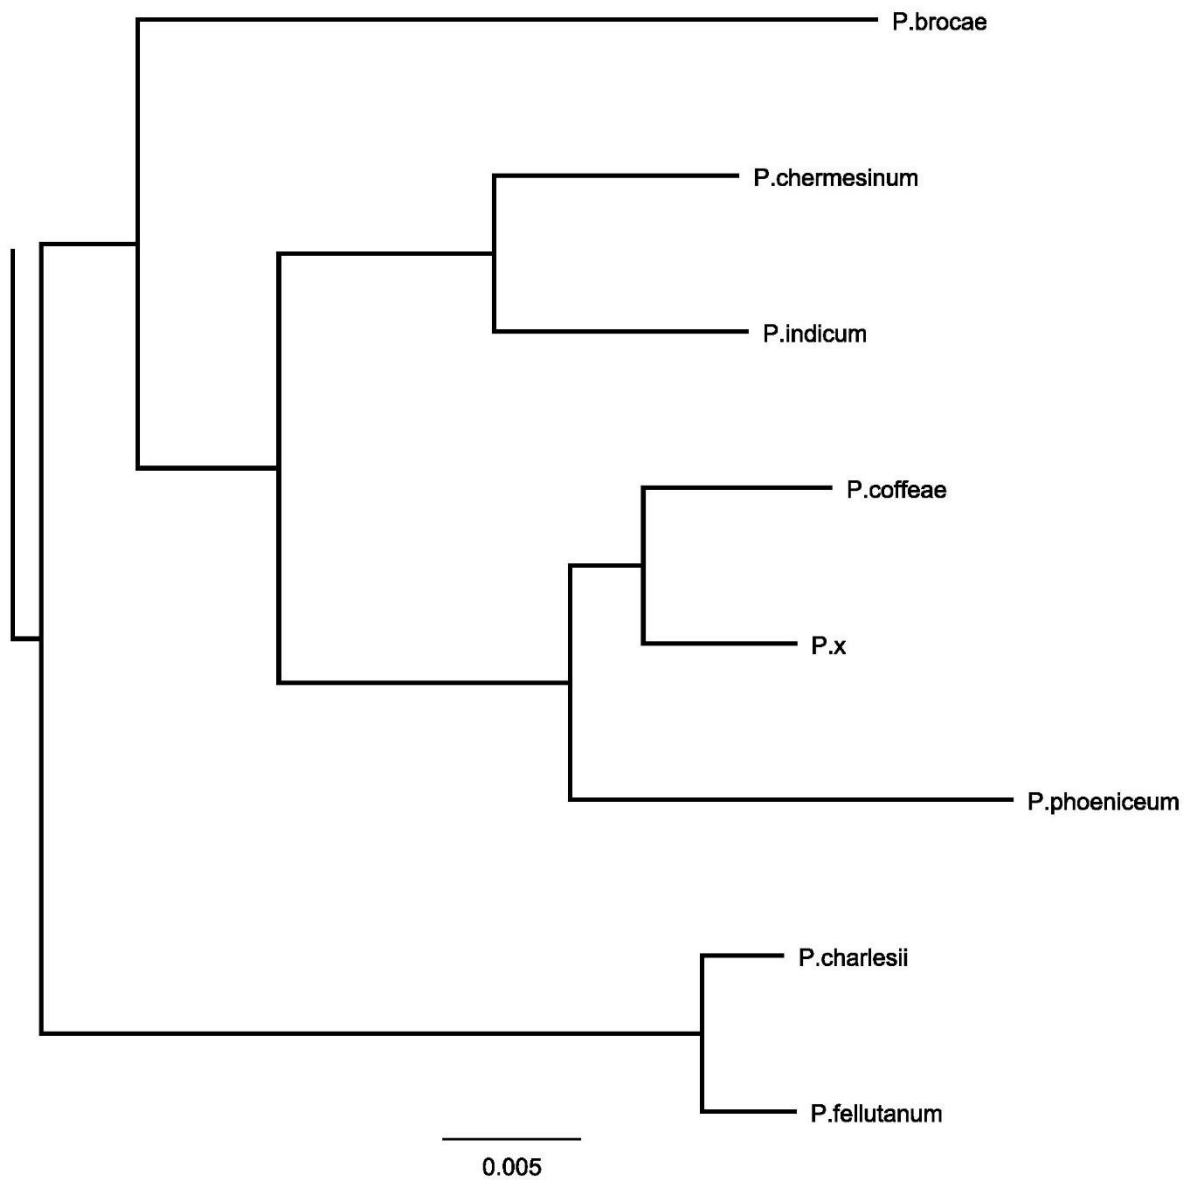 P.brocae
P.chermesinum
P.indicum
P.coffeae
P.x
P.phoeniceum
P.charlesii
P.fellutanum
0.005